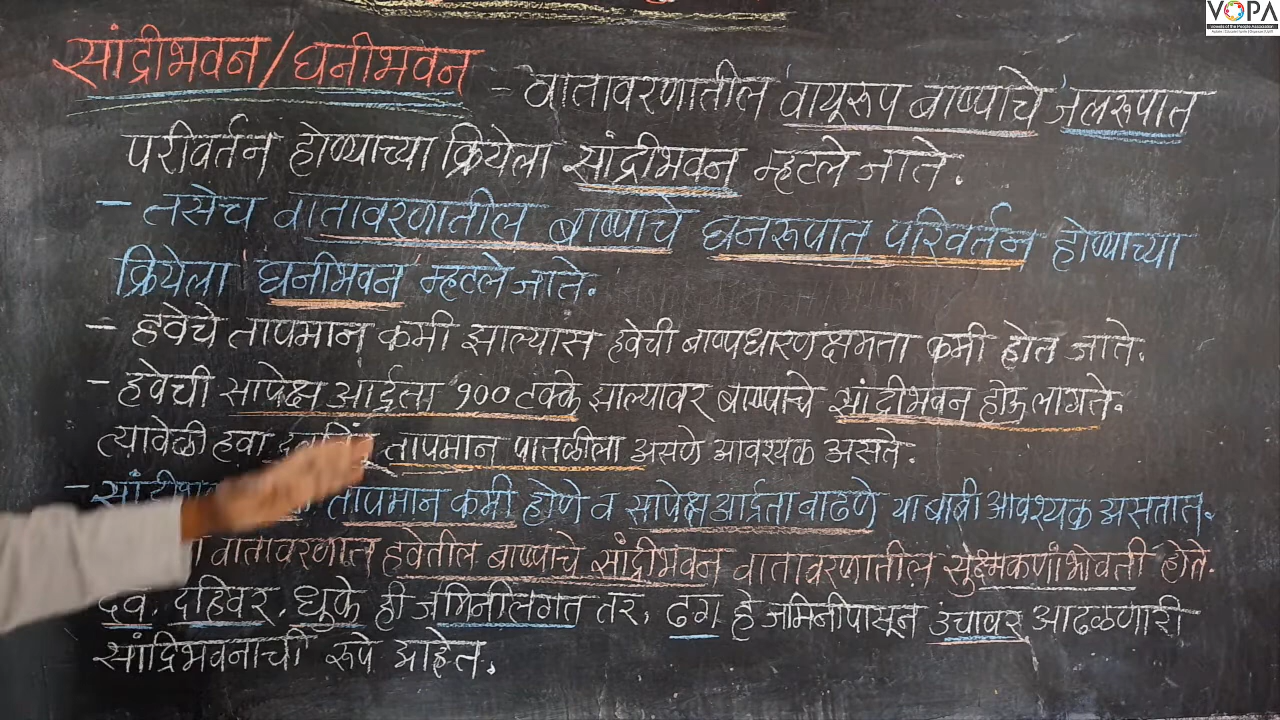 VOPA
सांद्रीभवन/घनीभवन - वातावरणातील वायूरूप बाष्पाचे जलरूपात
परीवर्तन होण्याच्या क्रियेला सांद्रीभवन म्हटले जाते.
- तसेच वातावरणातील बाष्पाचे घनरूपात परिवर्तन होण्याच्या
क्रियेला घनीभवन म्हटले जाते.
- हवेचे तापमान कमी झाल्यास हवेची बाष्पधारणक्षमता कमी होत जाते.
- हवेची सापेक्ष आर्द्रता १०० टक्के झाल्यावर बाष्पाचे सांद्रीभवन होऊ लागते.
त्यावेळी हवा तापमान पातळीला असणे आवश्यक असते.
- तापमान कमी होणे व सापेक्ष आर्द्रता वाढणे या बाबी आवश्यक असतात.
वातावरणात हवेतील बाष्पाचे सांद्रीभवन वातावरणातील सुक्ष्मकणांभोवती होते.
दव, दहिवर, धुके ही जमिनीलगत तर, ढग हे जमिनीपासून उंचावर आढळणारी
सांद्रिभवनाची रूपे आहेत.